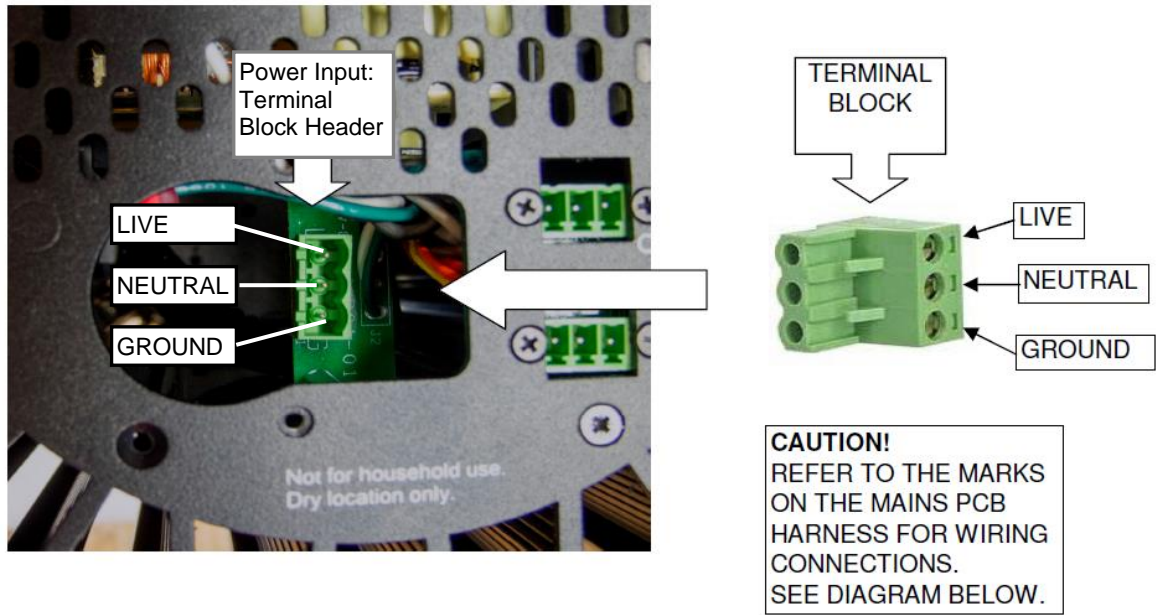 Power Input:
Terminal
Block Header
LIVE
NEUTRAL
GROUND
J2
Not for household use.
Dry location only.
TERMINAL
BLOCK
LIVE
NEUTRAL
GROUND
CAUTION!
REFER TO THE MARKS
ON THE MAINS PCB
HARNESS FOR WIRING
CONNECTIONS.
SEE DIAGRAM BELOW.